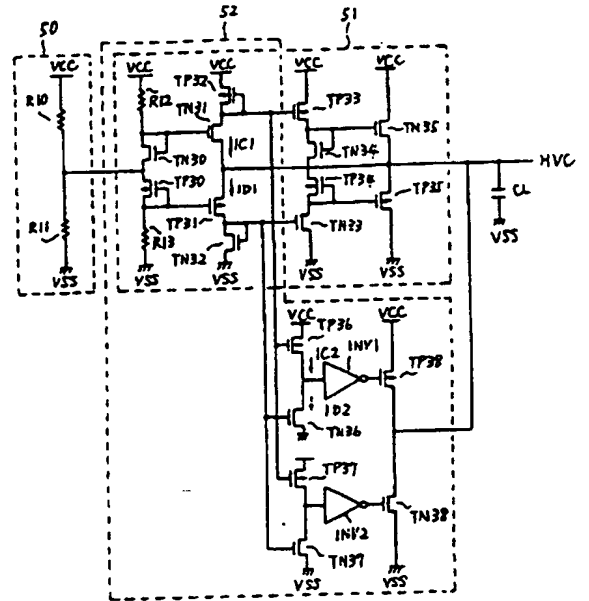 50
52
51
VCC
VCC
VCC
VCC
VCC
R10
R12
TP32
TN31
TP33
TN35
IC1
TN30
TN34
HVC
TP30
ID1
TP34
TP35
CL
R11
R13
TP31
TN33
VSS
TN32
VSS
VSS
VSS
VSS
VSS
VCC
VCC
TP36
INV1
IC2
TP38
ID2
TN36
TP37
TN38
INV2
TN37
VSS
VSS